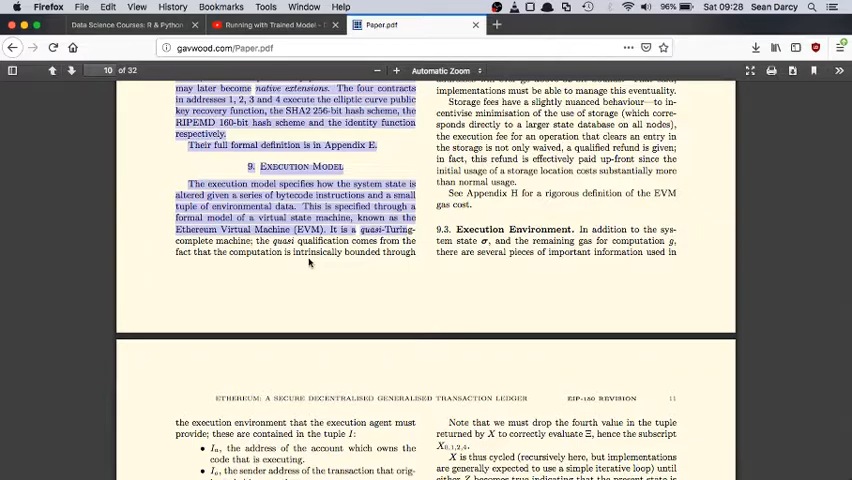 Firefox File Edit View History Bookmarks Tools Window Help 96% Sat 09:28 Sean Darcy
Data Science Courses: R & Python
Running with Trained Model -
Paper.pdf
gavwood.com/Paper.pdf
10 of 32
Automatic Zoom
may later become native extensions. The four contracts
in addresses 1, 2, 3 and 4 execute the elliptic curve public
key recovery function, the SHA2 256-bit hash scheme, the
RIPEMD 160-bit hash scheme and the identity function
respectively.
Their full formal definition is in Appendix E.
9. Execution Model
The execution model specifies how the system state is
altered given a series of bytecode instructions and a small
tuple of environmental data. This is specified through a
formal model of a virtual state machine, known as the
Ethereum Virtual Machine (EVM). It is a quasi-Turing-
complete machine; the quasi qualification comes from the
fact that the computation is intrinsically bounded through
implementations must be able to manage this eventuality.
Storage fees have a slightly nuanced behaviour—to in-
centivise minimisation of the use of storage (which corre-
sponds directly to a larger state database on all nodes),
the execution fee for an operation that clears an entry in
the storage is not only waived, a qualified refund is given;
in fact, this refund is effectively paid up-front since the
initial usage of a storage location costs substantially more
than normal usage.
See Appendix H for a rigorous definition of the EVM
gas cost.
9.3. Execution Environment. In addition to the sys-
tem state σ, and the remaining gas for computation g,
there are several pieces of important information used in
ETHEREUM: A SECURE DECENTRALISED GENERALISED TRANSACTION LEDGER EIP-150 REVISION 11
the execution environment that the execution agent must
provide; these are contained in the tuple I:
• Ia, the address of the account which owns the
code that is executing.
• Io, the sender address of the transaction that orig-
Note that we must drop the fourth value in the tuple
returned by X to correctly evaluate Ξ, hence the subscript
X0,1,2,4.
X is thus cycled (recursively here, but implementations
are generally expected to use a simple iterative loop) until
either Z becomes true indicating that the present state is